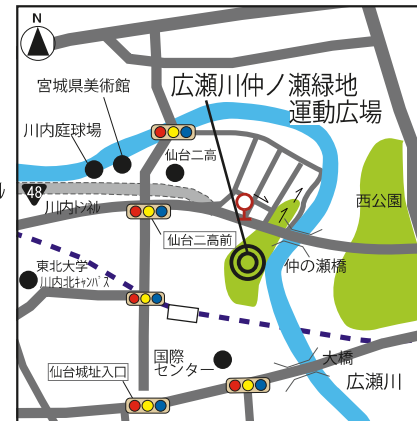 N
宮城県美術館
広瀬川仲ノ瀬緑地
運動広場
川内庭球場
仙台二高
48
川内ﾄﾝﾈﾙ
西公園
仙台二高前
仲の瀬橋
東北大学
川内北ｷｬﾝﾊﾟｽ
国際
センター
大橋
仙台城址入口
広瀬川